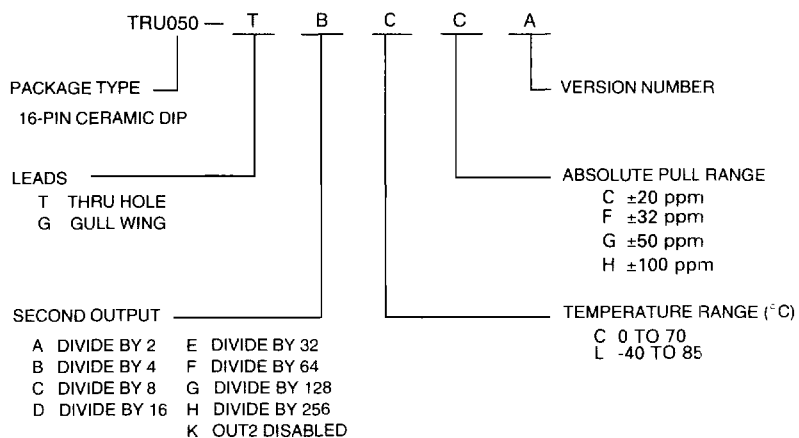 TRU050 — T B C C A
PACKAGE TYPE
16-PIN CERAMIC DIP
VERSION NUMBER
LEADS
T THRU HOLE
G GULL WING
ABSOLUTE PULL RANGE
C ±20 ppm
F ±32 ppm
G ±50 ppm
H ±100 ppm
SECOND OUTPUT
A DIVIDE BY 2
B DIVIDE BY 4
C DIVIDE BY 8
D DIVIDE BY 16
E DIVIDE BY 32
F DIVIDE BY 64
G DIVIDE BY 128
H DIVIDE BY 256
K OUT2 DISABLED
TEMPERATURE RANGE (°C)
C 0 TO 70
L -40 TO 85